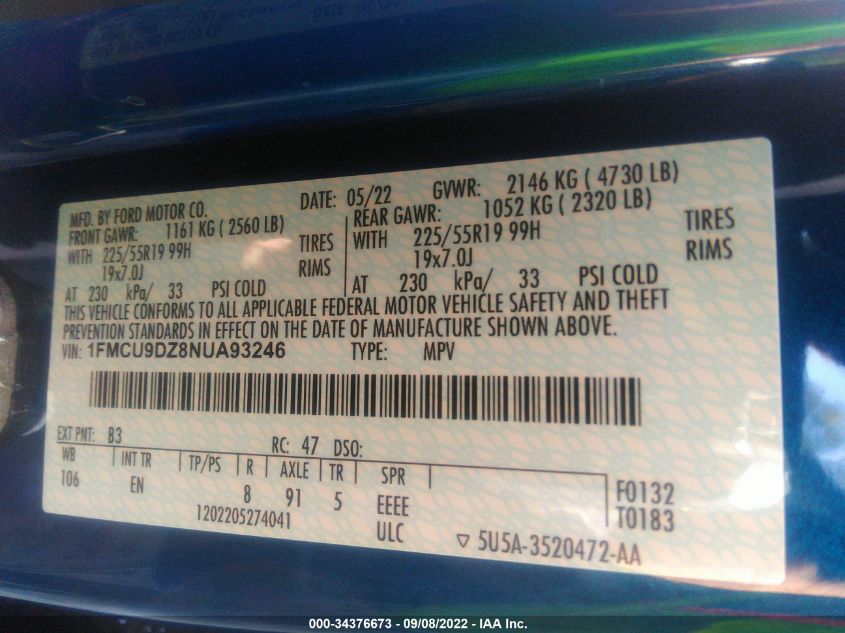 MFD. BY FORD MOTOR CO. DATE: 05/22 GVWR: 2146 KG ( 4730 LB)
FRONT GAWR: 1161 KG ( 2560 LB) REAR GAWR: 1052 KG ( 2320 LB)
WITH 225/55R19 99H TIRES WITH 225/55R19 99H TIRES
19x7.0J RIMS 19x7.0J RIMS
AT 230 kPa/ 33 PSI COLD AT 230 kPa/ 33 PSI COLD
THIS VEHICLE CONFORMS TO ALL APPLICABLE FEDERAL MOTOR VEHICLE SAFETY AND THEFT
PREVENTION STANDARDS IN EFFECT ON THE DATE OF MANUFACTURE SHOWN ABOVE.
VIN: 1FMCU9DZ8NUA93246 TYPE: MPV
EXT PNT: B3 RC: 47 DSO:
WB INT TR TP/PS R AXLE TR SPR
106 EN 8 91 5 EEEE F0132
1202205274041 ULC T0183
▽ 5U5A-3520472-AA
000-34376673 - 09/08/2022 - IAA Inc.